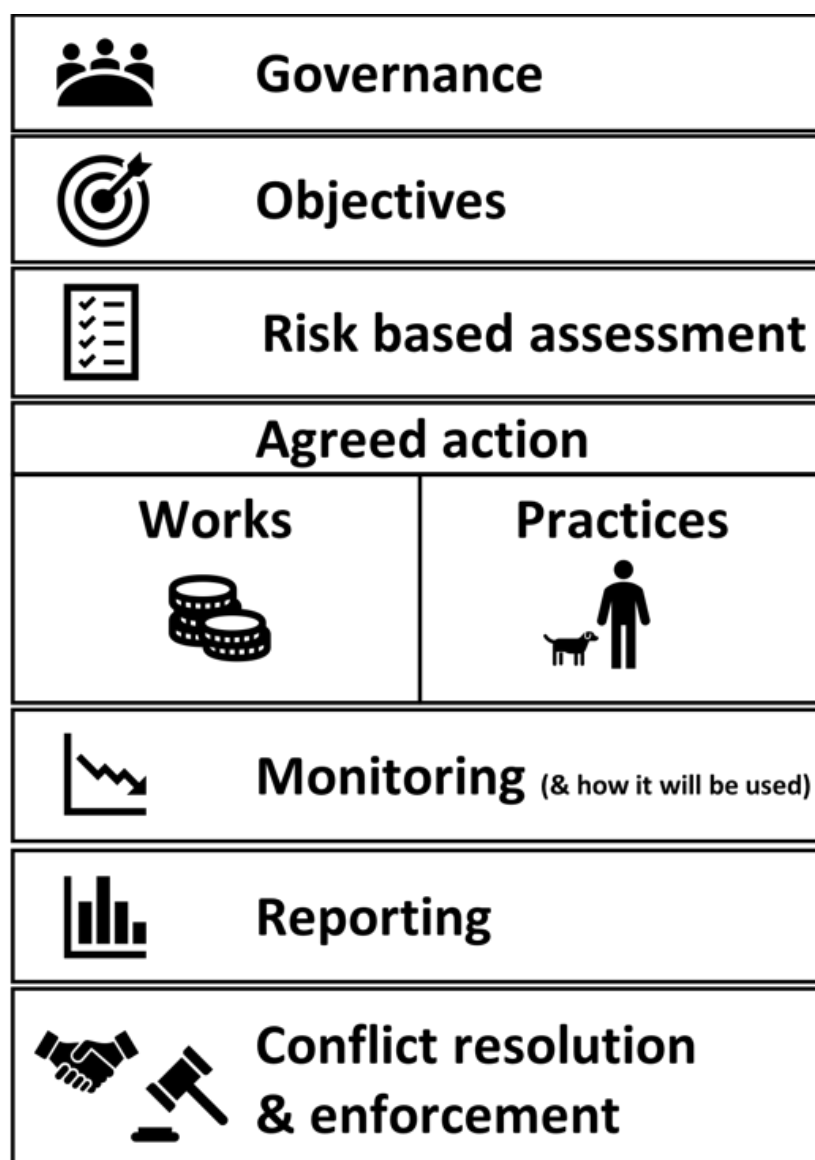 Governance
Objectives
Risk based assessment
Agreed action
Works
Practices
Monitoring (& how it will be used)
Reporting
Conflict resolution
& enforcement